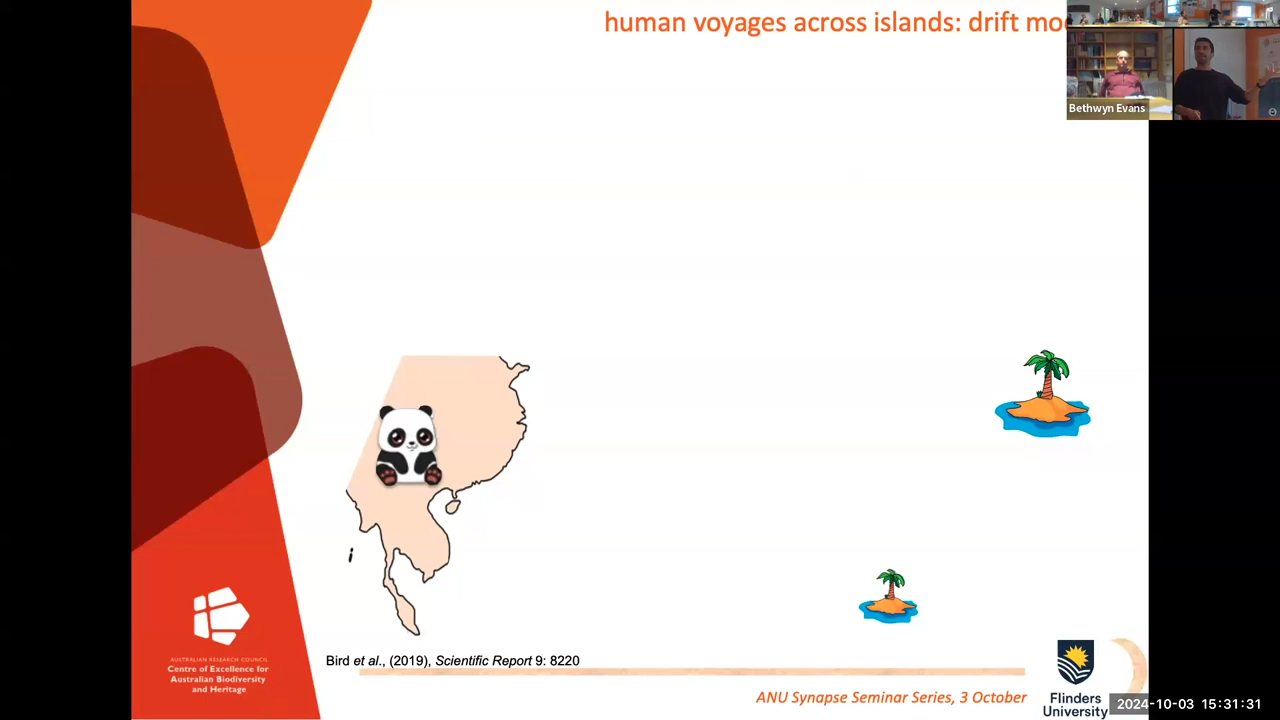 human voyages across islands: drift
Bethwyn Evans
i
AUSTRALIAN RESEARCH COUNCIL
Centre of Excellence for
Australian Biodiversity
and Heritage
Bird et al., (2019), Scientific Report 9: 8220
ANU Synapse Seminar Series, 3 October
Flinders
University
2024-10-03 15:31:31